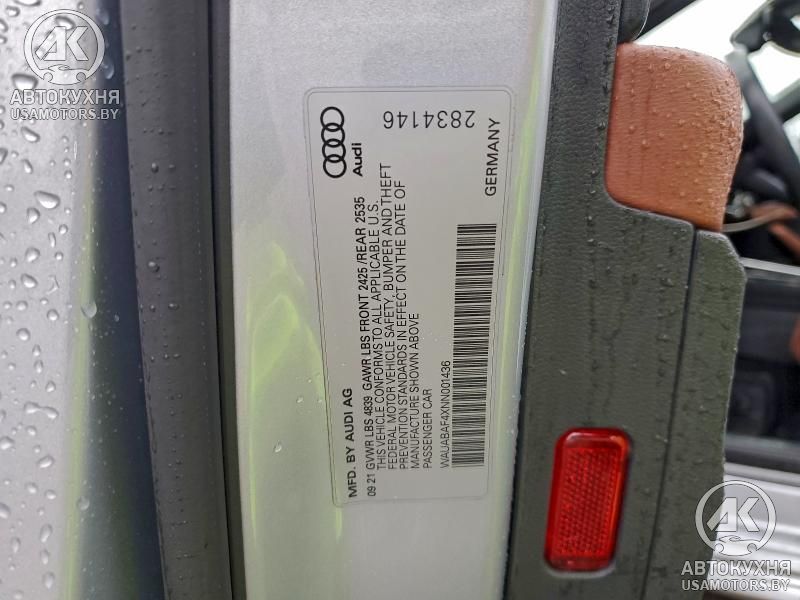 АВТОКУХНЯ
USAMOTORS.BY
Audi
2834146
GERMANY
MFD. BY AUDI AG
09 21 GVWR LBS 4839 GAWR LBS FRONT 2425 /REAR 2535
THIS VEHICLE CONFORMS TO ALL APPLICABLE U.S.
FEDERAL MOTOR VEHICLE SAFETY, BUMPER AND THEFT
PREVENTION STANDARDS IN EFFECT ON THE DATE OF
MANUFACTURE SHOWN ABOVE
PASSENGER CAR
WAUABAF4XNN001436
АВТОКУХНЯ
USAMOTORS.BY